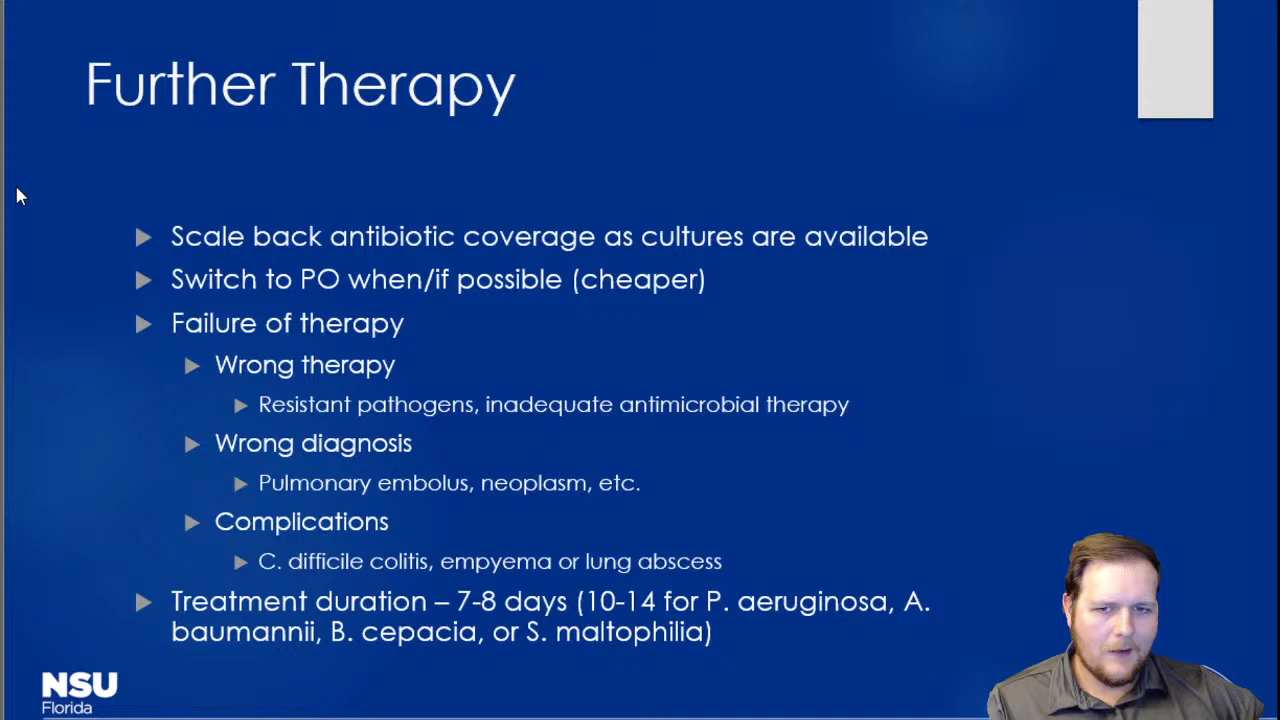 Further Therapy
Scale back antibiotic coverage as cultures are available
Switch to PO when/if possible (cheaper)
Failure of therapy
Wrong therapy
Resistant pathogens, inadequate antimicrobial therapy
Wrong diagnosis
Pulmonary embolus, neoplasm, etc.
Complications
C. difficile colitis, empyema or lung abscess
Treatment duration – 7-8 days (10-14 for P. aeruginosa, A.
baumannii, B. cepacia, or S. maltophilia)
NSU
Florida